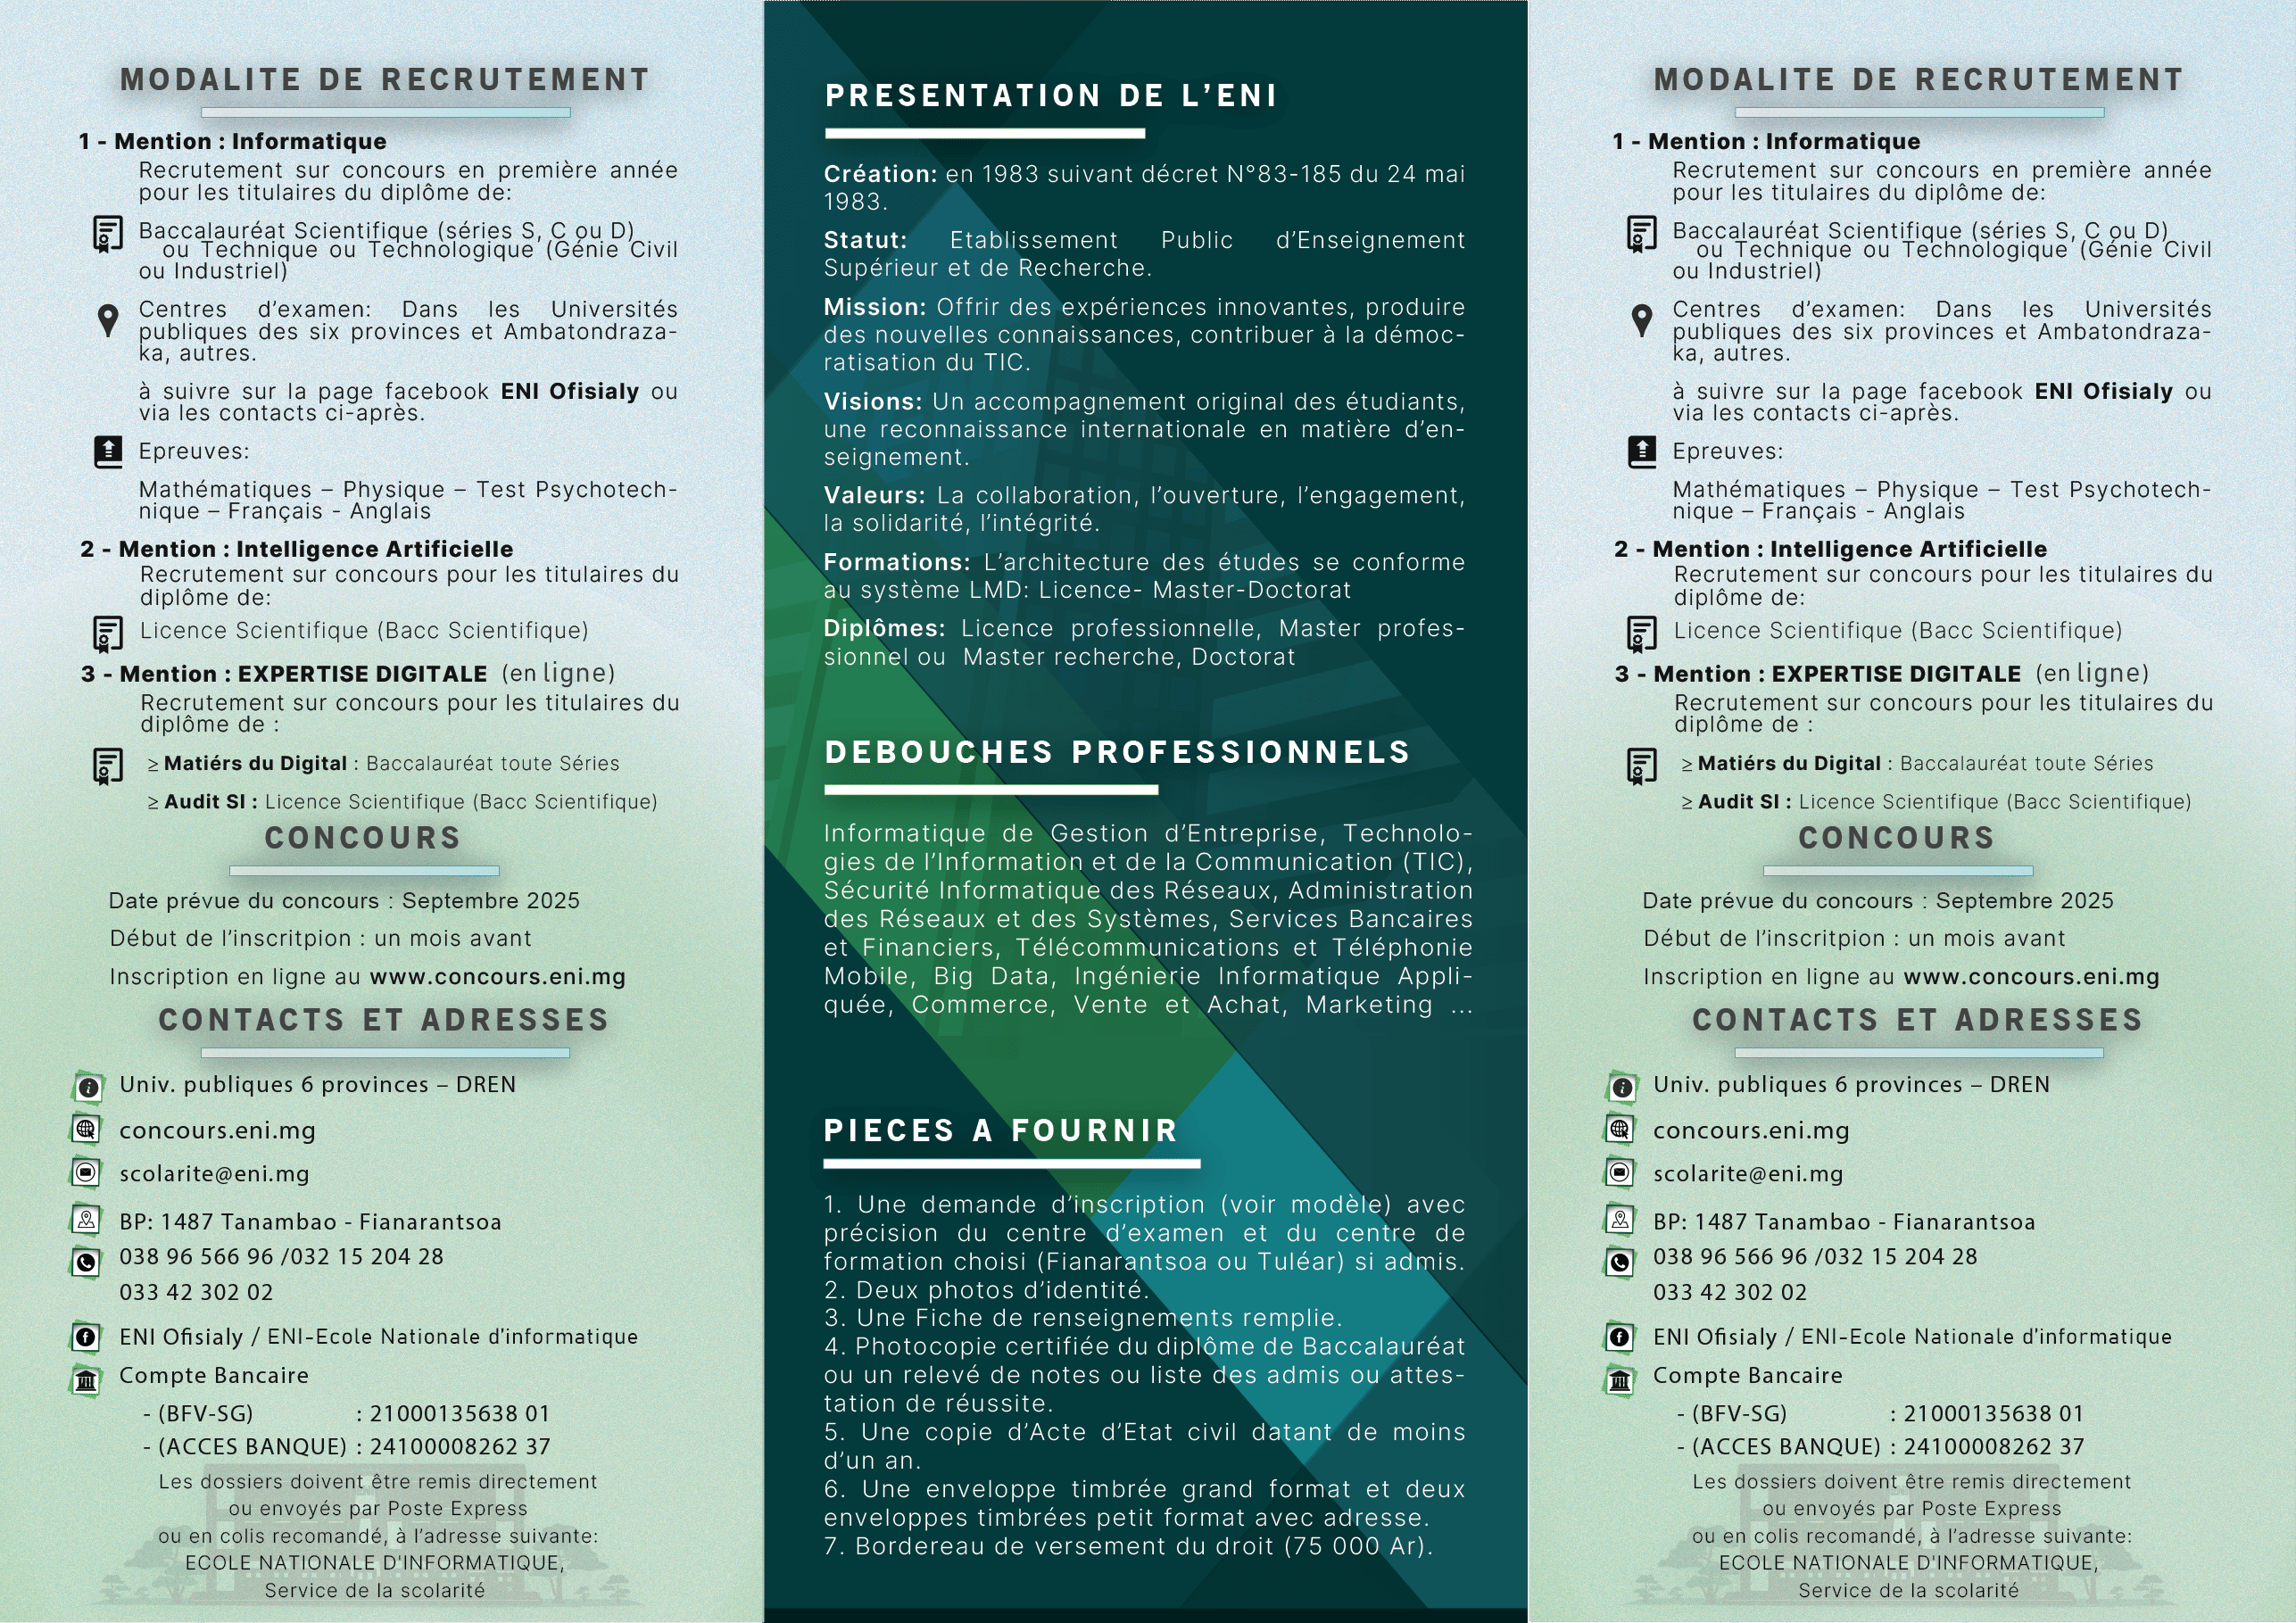 MODALITE DE RECRUTEMENT
1 - Mention : Informatique
Recrutement sur concours en première année
pour les titulaires du diplôme de:
Baccalauréat Scientifique (séries S, C ou D)
ou Technique ou Technologique (Génie Civil
ou Industriel)
Centres d’examen: Dans les Universités
publiques des six provinces et Ambatondraza-
ka, autres.
à suivre sur la page facebook ENI Ofisialy ou
via les contacts ci-après.
Epreuves:
Mathématiques – Physique – Test Psychotech-
nique – Français - Anglais
2 - Mention : Intelligence Artificielle
Recrutement sur concours pour les titulaires du
diplôme de:
Licence Scientifique (Bacc Scientifique)
3 - Mention : EXPERTISE DIGITALE (en ligne)
Recrutement sur concours pour les titulaires du
diplôme de :
≥ Matiérs du Digital : Baccalauréat toute Séries
≥ Audit SI : Licence Scientifique (Bacc Scientifique)
CONCOURS
Date prévue du concours : Septembre 2025
Début de l’inscritpion : un mois avant
Inscription en ligne au www.concours.eni.mg
CONTACTS ET ADRESSES
Univ. publiques 6 provinces – DREN
concours.eni.mg
scolarite@eni.mg
BP: 1487 Tanambao - Fianarantsoa
038 96 566 96 /032 15 204 28
033 42 302 02
ENI Ofisialy / ENI-Ecole Nationale d'informatique
Compte Bancaire
- (BFV-SG) : 21000135638 01
- (ACCES BANQUE) : 24100008262 37
Les dossiers doivent être remis directement
ou envoyés par Poste Express
ou en colis recomandé, à l’adresse suivante:
ECOLE NATIONALE D'INFORMATIQUE,
Service de la scolarité
PRESENTATION DE L’ENI
Création: en 1983 suivant décret N°83-185 du 24 mai
1983.
Statut: Etablissement Public d’Enseignement
Supérieur et de Recherche.
Mission: Offrir des expériences innovantes, produire
des nouvelles connaissances, contribuer à la démoc-
ratisation du TIC.
Visions: Un accompagnement original des étudiants,
une reconnaissance internationale en matière d’en-
seignement.
Valeurs: La collaboration, l’ouverture, l’engagement,
la solidarité, l’intégrité.
Formations: L’architecture des études se conforme
au système LMD: Licence- Master-Doctorat
Diplômes: Licence professionnelle, Master profes-
sionnel ou Master recherche, Doctorat
DEBOUCHES PROFESSIONNELS
Informatique de Gestion d’Entreprise, Technolo-
gies de l’Information et de la Communication (TIC),
Sécurité Informatique des Réseaux, Administration
des Réseaux et des Systèmes, Services Bancaires
et Financiers, Télécommunications et Téléphonie
Mobile, Big Data, Ingénierie Informatique Appli-
quée, Commerce, Vente et Achat, Marketing ...
PIECES A FOURNIR
1. Une demande d’inscription (voir modèle) avec
précision du centre d’examen et du centre de
formation choisi (Fianarantsoa ou Tuléar) si admis.
2. Deux photos d’identité.
3. Une Fiche de renseignements remplie.
4. Photocopie certifiée du diplôme de Baccalauréat
ou un relevé de notes ou liste des admis ou attes-
tation de réussite.
5. Une copie d’Acte d’Etat civil datant de moins
d’un an.
6. Une enveloppe timbrée grand format et deux
enveloppes timbrées petit format avec adresse.
7. Bordereau de versement du droit (75 000 Ar).
MODALITE DE RECRUTEMENT
1 - Mention : Informatique
Recrutement sur concours en première année
pour les titulaires du diplôme de:
Baccalauréat Scientifique (séries S, C ou D)
ou Technique ou Technologique (Génie Civil
ou Industriel)
Centres d’examen: Dans les Universités
publiques des six provinces et Ambatondraza-
ka, autres.
à suivre sur la page facebook ENI Ofisialy ou
via les contacts ci-après.
Epreuves:
Mathématiques – Physique – Test Psychotech-
nique – Français - Anglais
2 - Mention : Intelligence Artificielle
Recrutement sur concours pour les titulaires du
diplôme de:
Licence Scientifique (Bacc Scientifique)
3 - Mention : EXPERTISE DIGITALE (en ligne)
Recrutement sur concours pour les titulaires du
diplôme de :
≥ Matiérs du Digital : Baccalauréat toute Séries
≥ Audit SI : Licence Scientifique (Bacc Scientifique)
CONCOURS
Date prévue du concours : Septembre 2025
Début de l’inscritpion : un mois avant
Inscription en ligne au www.concours.eni.mg
CONTACTS ET ADRESSES
Univ. publiques 6 provinces – DREN
concours.eni.mg
scolarite@eni.mg
BP: 1487 Tanambao - Fianarantsoa
038 96 566 96 /032 15 204 28
033 42 302 02
ENI Ofisialy / ENI-Ecole Nationale d'informatique
Compte Bancaire
- (BFV-SG) : 21000135638 01
- (ACCES BANQUE) : 24100008262 37
Les dossiers doivent être remis directement
ou envoyés par Poste Express
ou en colis recomandé, à l’adresse suivante:
ECOLE NATIONALE D'INFORMATIQUE,
Service de la scolarité